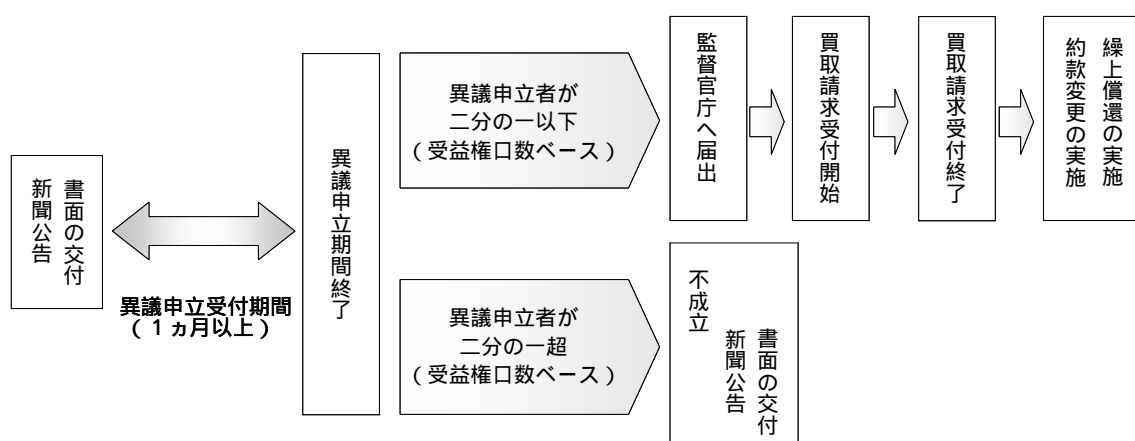 書面の交付
新聞公告
異議申立受付期間
（１ヵ月以上）
異議申立期間終了
異議申立者が
二分の一以下
（受益権口数ベース）
監督官庁へ届出
買取請求受付開始
買取請求受付終了
繰上償還の実施
約款変更の実施
異議申立者が
二分の一超
（受益権口数ベース）
不成立
書面の交付
新聞公告